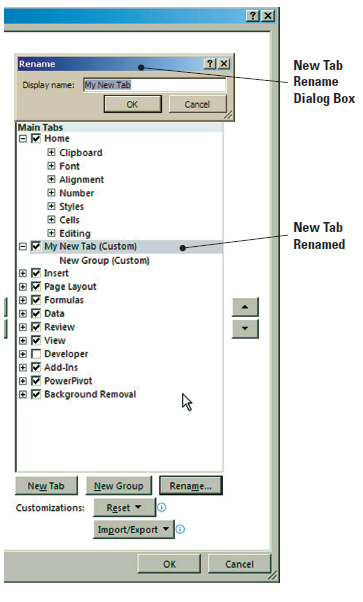 Rename
New Tab
Rename
Dialog Box
Display name: My New Tab
OK Cancel
Main Tabs
Home
Clipboard
Font
Alignment
Number
Styles
Cells
Editing
My New Tab (Custom)
New Tab
Renamed
New Group (Custom)
Insert
Page Layout
Formulas
Data
Review
View
Developer
Add-Ins
PowerPivot
Background Removal
New Tab New Group Rename...
Customizations: Reset
Import/Export
OK Cancel